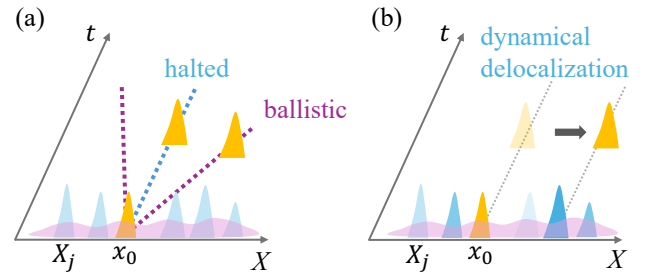 (a)
t
halted
ballistic
X_j
x_0
X
(b)
t
dynamical
delocalization
X_j
x_0
X